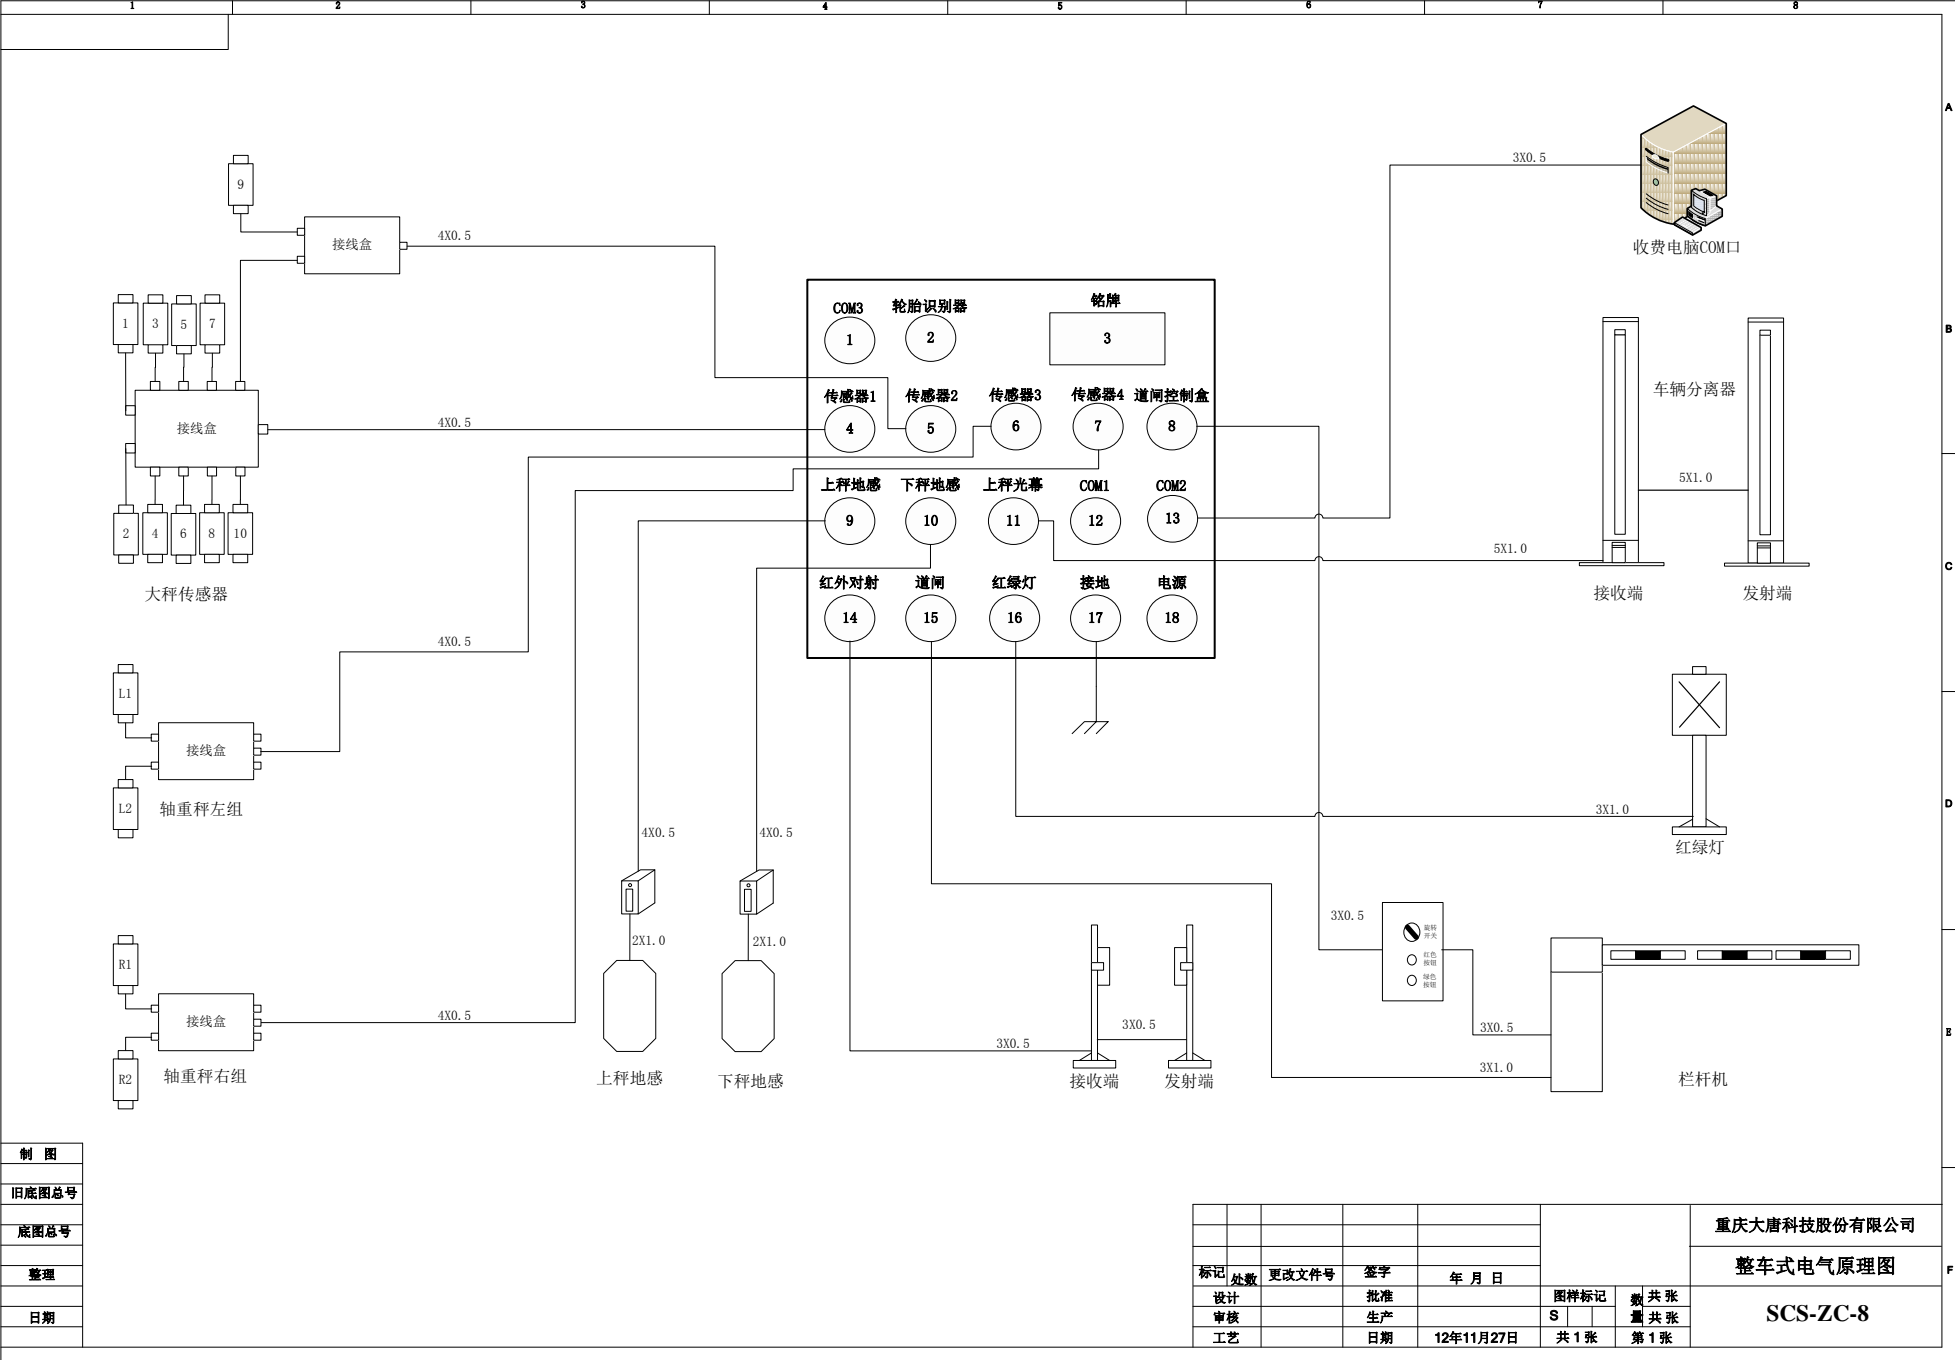 1 2 3 4 5 6 7 8
A
B
C
D
E
F
9
接线盒
4X0.5
1 3 5 7
接线盒
4X0.5
2 4 6 8 10
大秤传感器
L1
接线盒
4X0.5
L2
轴重秤左组
R1
接线盒
4X0.5
R2
轴重秤右组
COM3
1
轮胎识别器
2
铭牌
3
传感器1
4
传感器2
5
传感器3
6
传感器4
7
道闸控制盒
8
上秤地感
9
下秤地感
10
上秤光幕
11
COM1
12
COM2
13
红外对射
14
道闸
15
红绿灯
16
接地
17
电源
18
4X0.5
2X1.0
上秤地感
4X0.5
2X1.0
下秤地感
3X0.5
收费电脑COM口
车辆分离器
5X1.0
5X1.0
接收端
发射端
3X1.0
红绿灯
3X0.5
旋转
开关
红色
按钮
绿色
按钮
3X0.5
3X1.0
栏杆机
3X0.5
3X0.5
接收端
发射端
制 图
旧底图总号
底图总号
整理
日期
标记 处数 更改文件号 签字 年 月 日
设计 批准
审核 生产
工艺 日期 12年11月27日
图样标记 数量 共 张
S 共 张
共 1 张 第 1 张
重庆大唐科技股份有限公司
整车式电气原理图
SCS-ZC-8